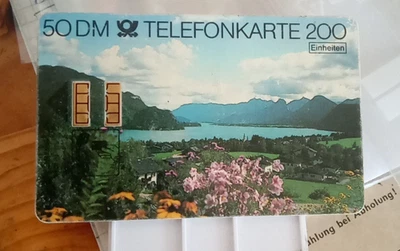 50 DM TELEFONKARTE 200
Einheiten
ahlung bei Abholung!